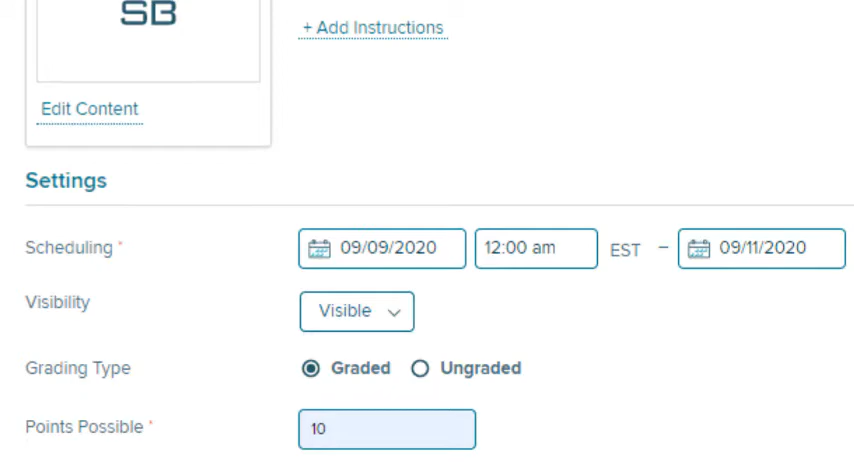 SB
+ Add Instructions
Edit Content
Settings
Scheduling * 09/09/2020 12:00 am EST – 09/11/2020
Visibility Visible
Grading Type Graded Ungraded
Points Possible * 10